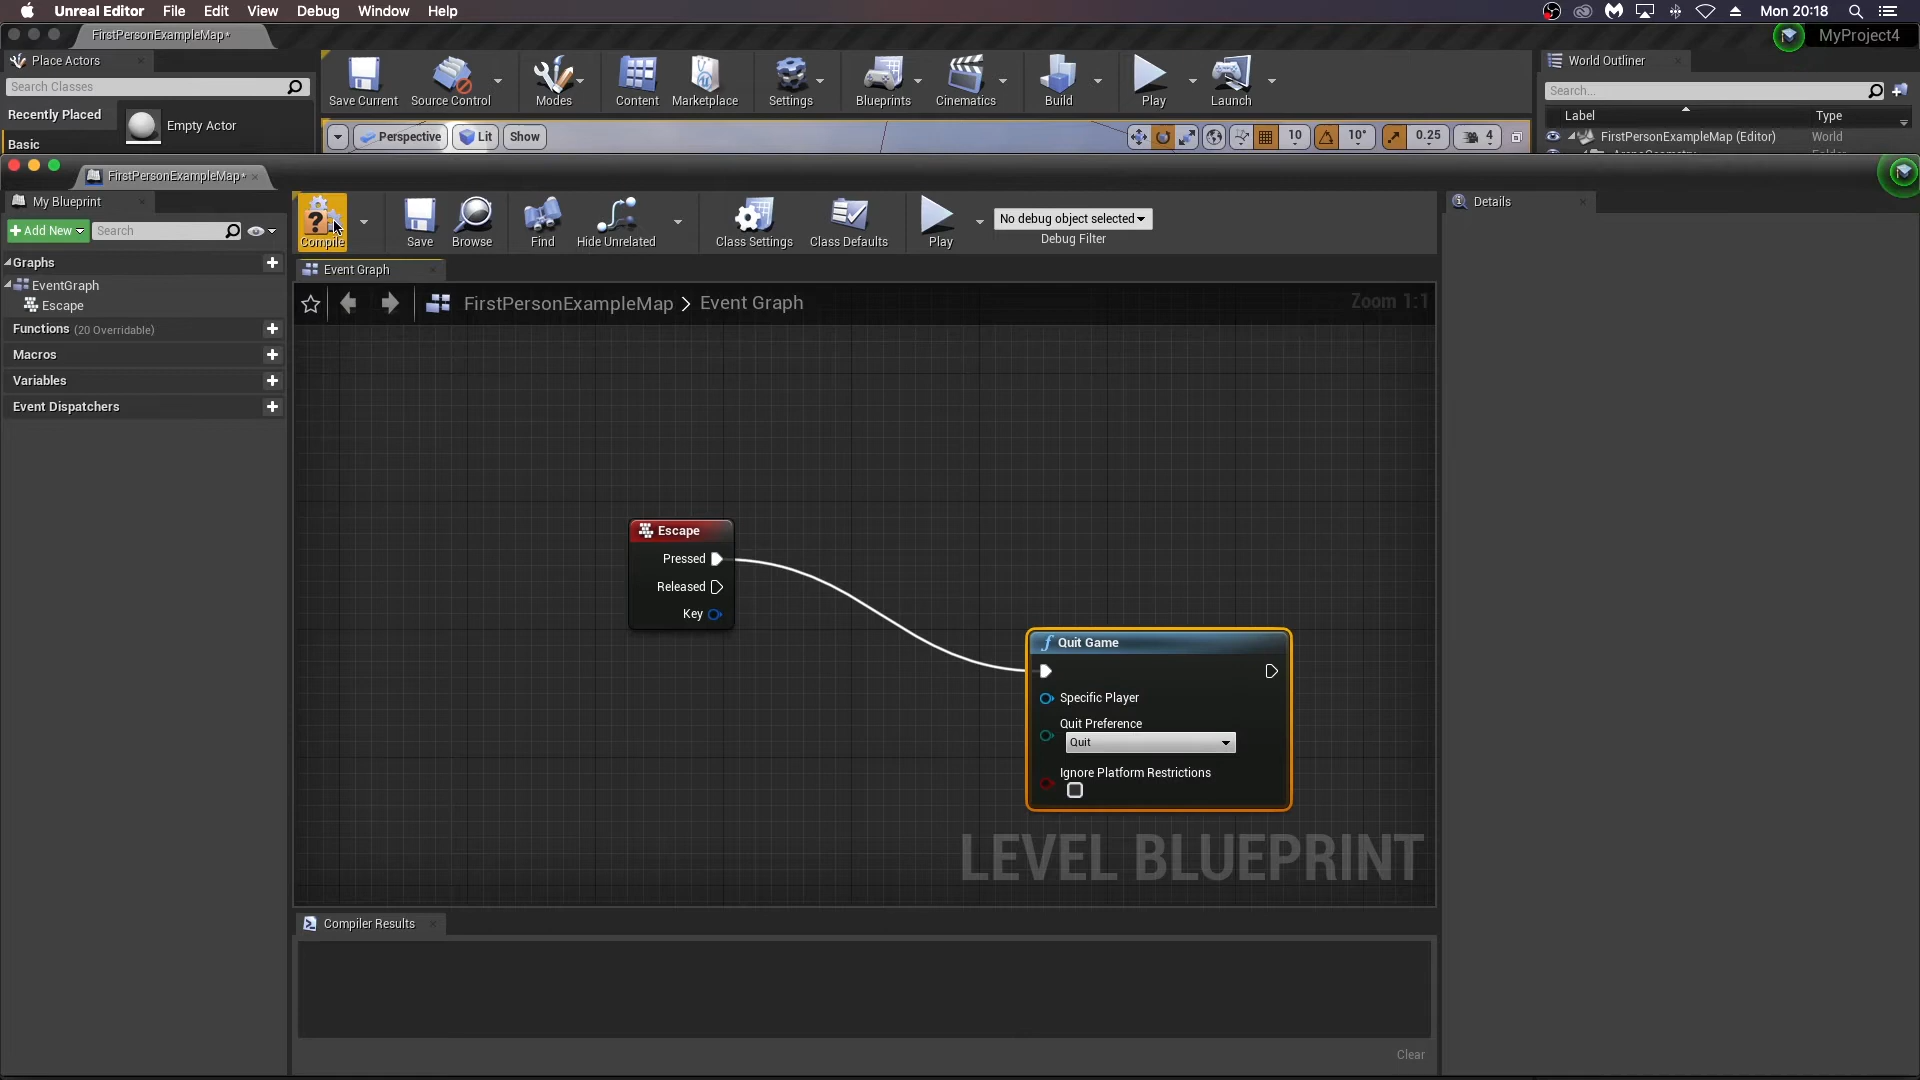 Unreal Editor File Edit View Debug Window Help Mon 20:18
FirstPersonExampleMap* MyProject4
Place Actors
Search Classes
Recently Played
Empty Actor
Basic
Save Current Source Control Modes Content Marketplace Settings Blueprints Cinematics Build Play Launch
Perspective Lit Show 10 10° 0.25 4
World Outliner
Search...
Label Type
FirstPersonExampleMap (Editor) World
FirstPersonExampleMap*
My Blueprint
+ Add New Search
Graphs
EventGraph
Escape
Functions (20 Overridable)
Macros
Variables
Event Dispatchers
Compile Save Browse Find Hide Unrelated Class Settings Class Defaults Play
No debug object selected
Debug Filter
Details
Event Graph
FirstPersonExampleMap > Event Graph Zoom 1:1
Escape
Pressed
Released
Key
f Quit Game
Specific Player
Quit Preference
Quit
Ignore Platform Restrictions
LEVEL BLUEPRINT
Compiler Results
Clear